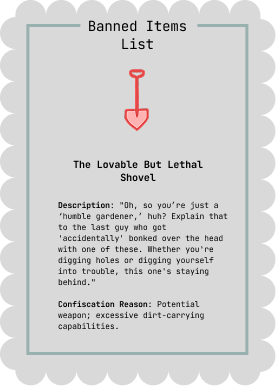 Banned Items
List
The Lovable But Lethal
Shovel
Description: "Oh, so you’re just a
‘humble gardener,’ huh? Explain that
to the last guy who got
'accidentally' bonked over the head
with one of these. Whether you're
digging holes or digging yourself
into trouble, this one's staying
behind."
Confiscation Reason: Potential
weapon; excessive dirt-carrying
capabilities.